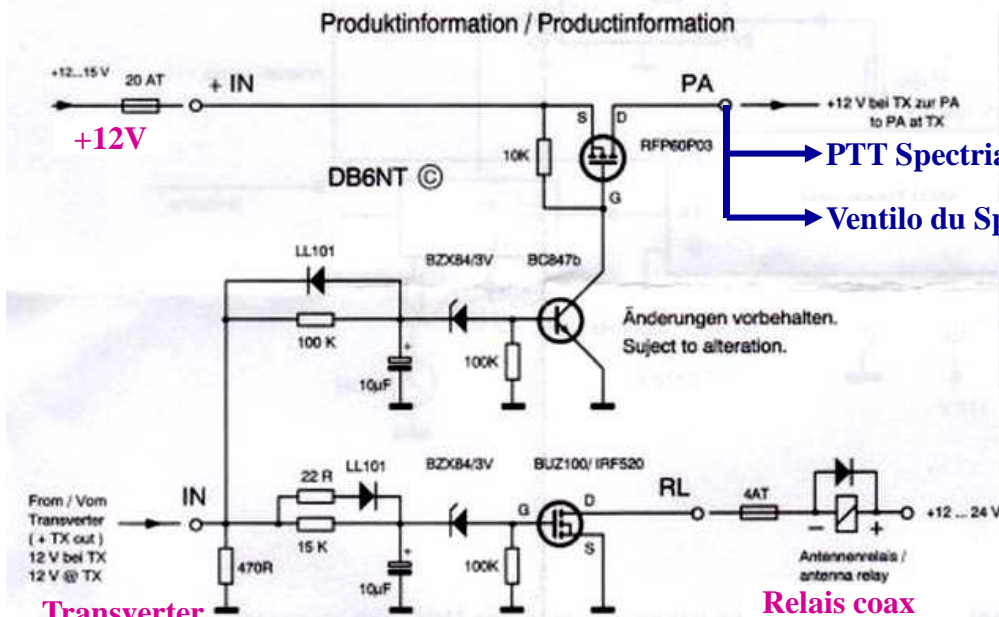 Produktinformation / Productinformation
+12...15 V
20 AT
+ IN
PA
+12 V bei TX zur PA
to PA at TX
+12V
S
D
RFP60P03
10K
G
DB6NT ©
PTT Spectria
Ventilo du Sp
LL101
BZX84/3V
BC847b
100 K
+
10µF
100K
Änderungen vorbehalten.
Suject to alteration.
From / Vom
Transverter
( + TX out )
12 V bei TX
12 V @ TX
IN
22 R
LL101
BZX84/3V
BUZ100/ IRF520
15 K
470R
+
10µF
100K
G
D
S
RL
4AT
− +
+12 ... 24 V
Antennenrelais /
antenna relay
Transverter
Relais coax